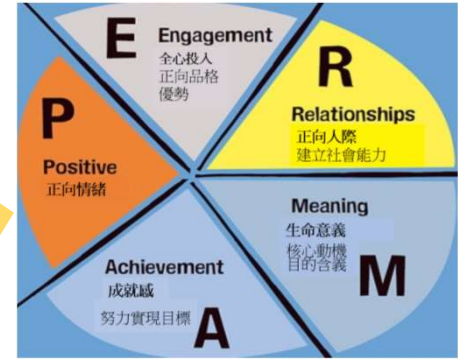 P
Positive
正向情緒
E
Engagement
全心投入
正向品格
優勢
R
Relationships
正向人際
建立社會能力
Meaning
生命意義
核心動機
目的含義
M
Achievement
成就感
努力實現目標
A